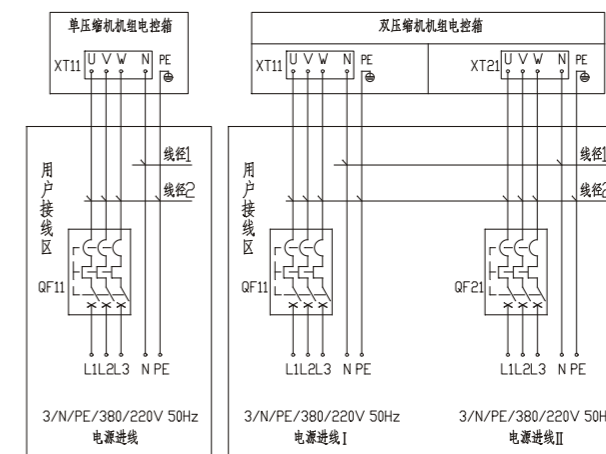 单压缩机机组电控箱
双压缩机机组电控箱
XT11 U V W N PE
XT11 U V W N PE
XT21 U V W N PE
用户接线区
线径1
线径2
QF11
L1L2L3 N PE
3/N/PE/380/220V 50Hz
电源进线
用户接线区
线径1
线径2
QF11
QF21
L1L2L3 N PE
L1L2L3 N PE
3/N/PE/380/220V 50Hz
电源进线Ⅰ
3/N/PE/380/220V 50H
电源进线Ⅱ